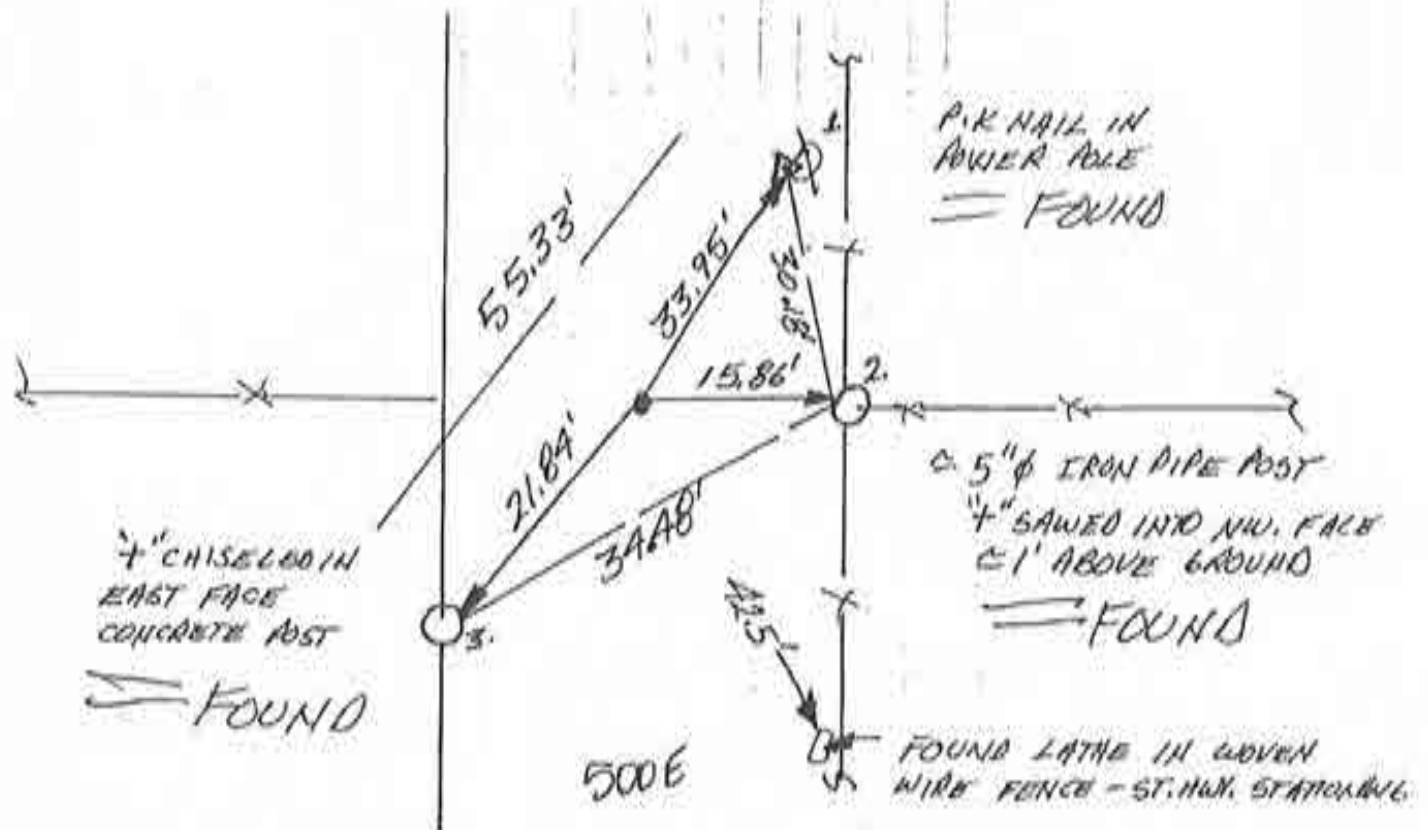 1.
P.K NAIL IN
POWER POLE
= FOUND
55.33'
33.95'
15.86'
2.
21.84'
34.48'
℄ 5"ϕ IRON PIPE POST
"+" SAWED INTO NW. FACE
1' ABOVE GROUND
= FOUND
"+" CHISELED IN
EAST FACE
CONCRETE POST
= FOUND
3.
42.5'
500E
FOUND LATHE IN WOVEN
WIRE FENCE - ST. HWY. STATIONING